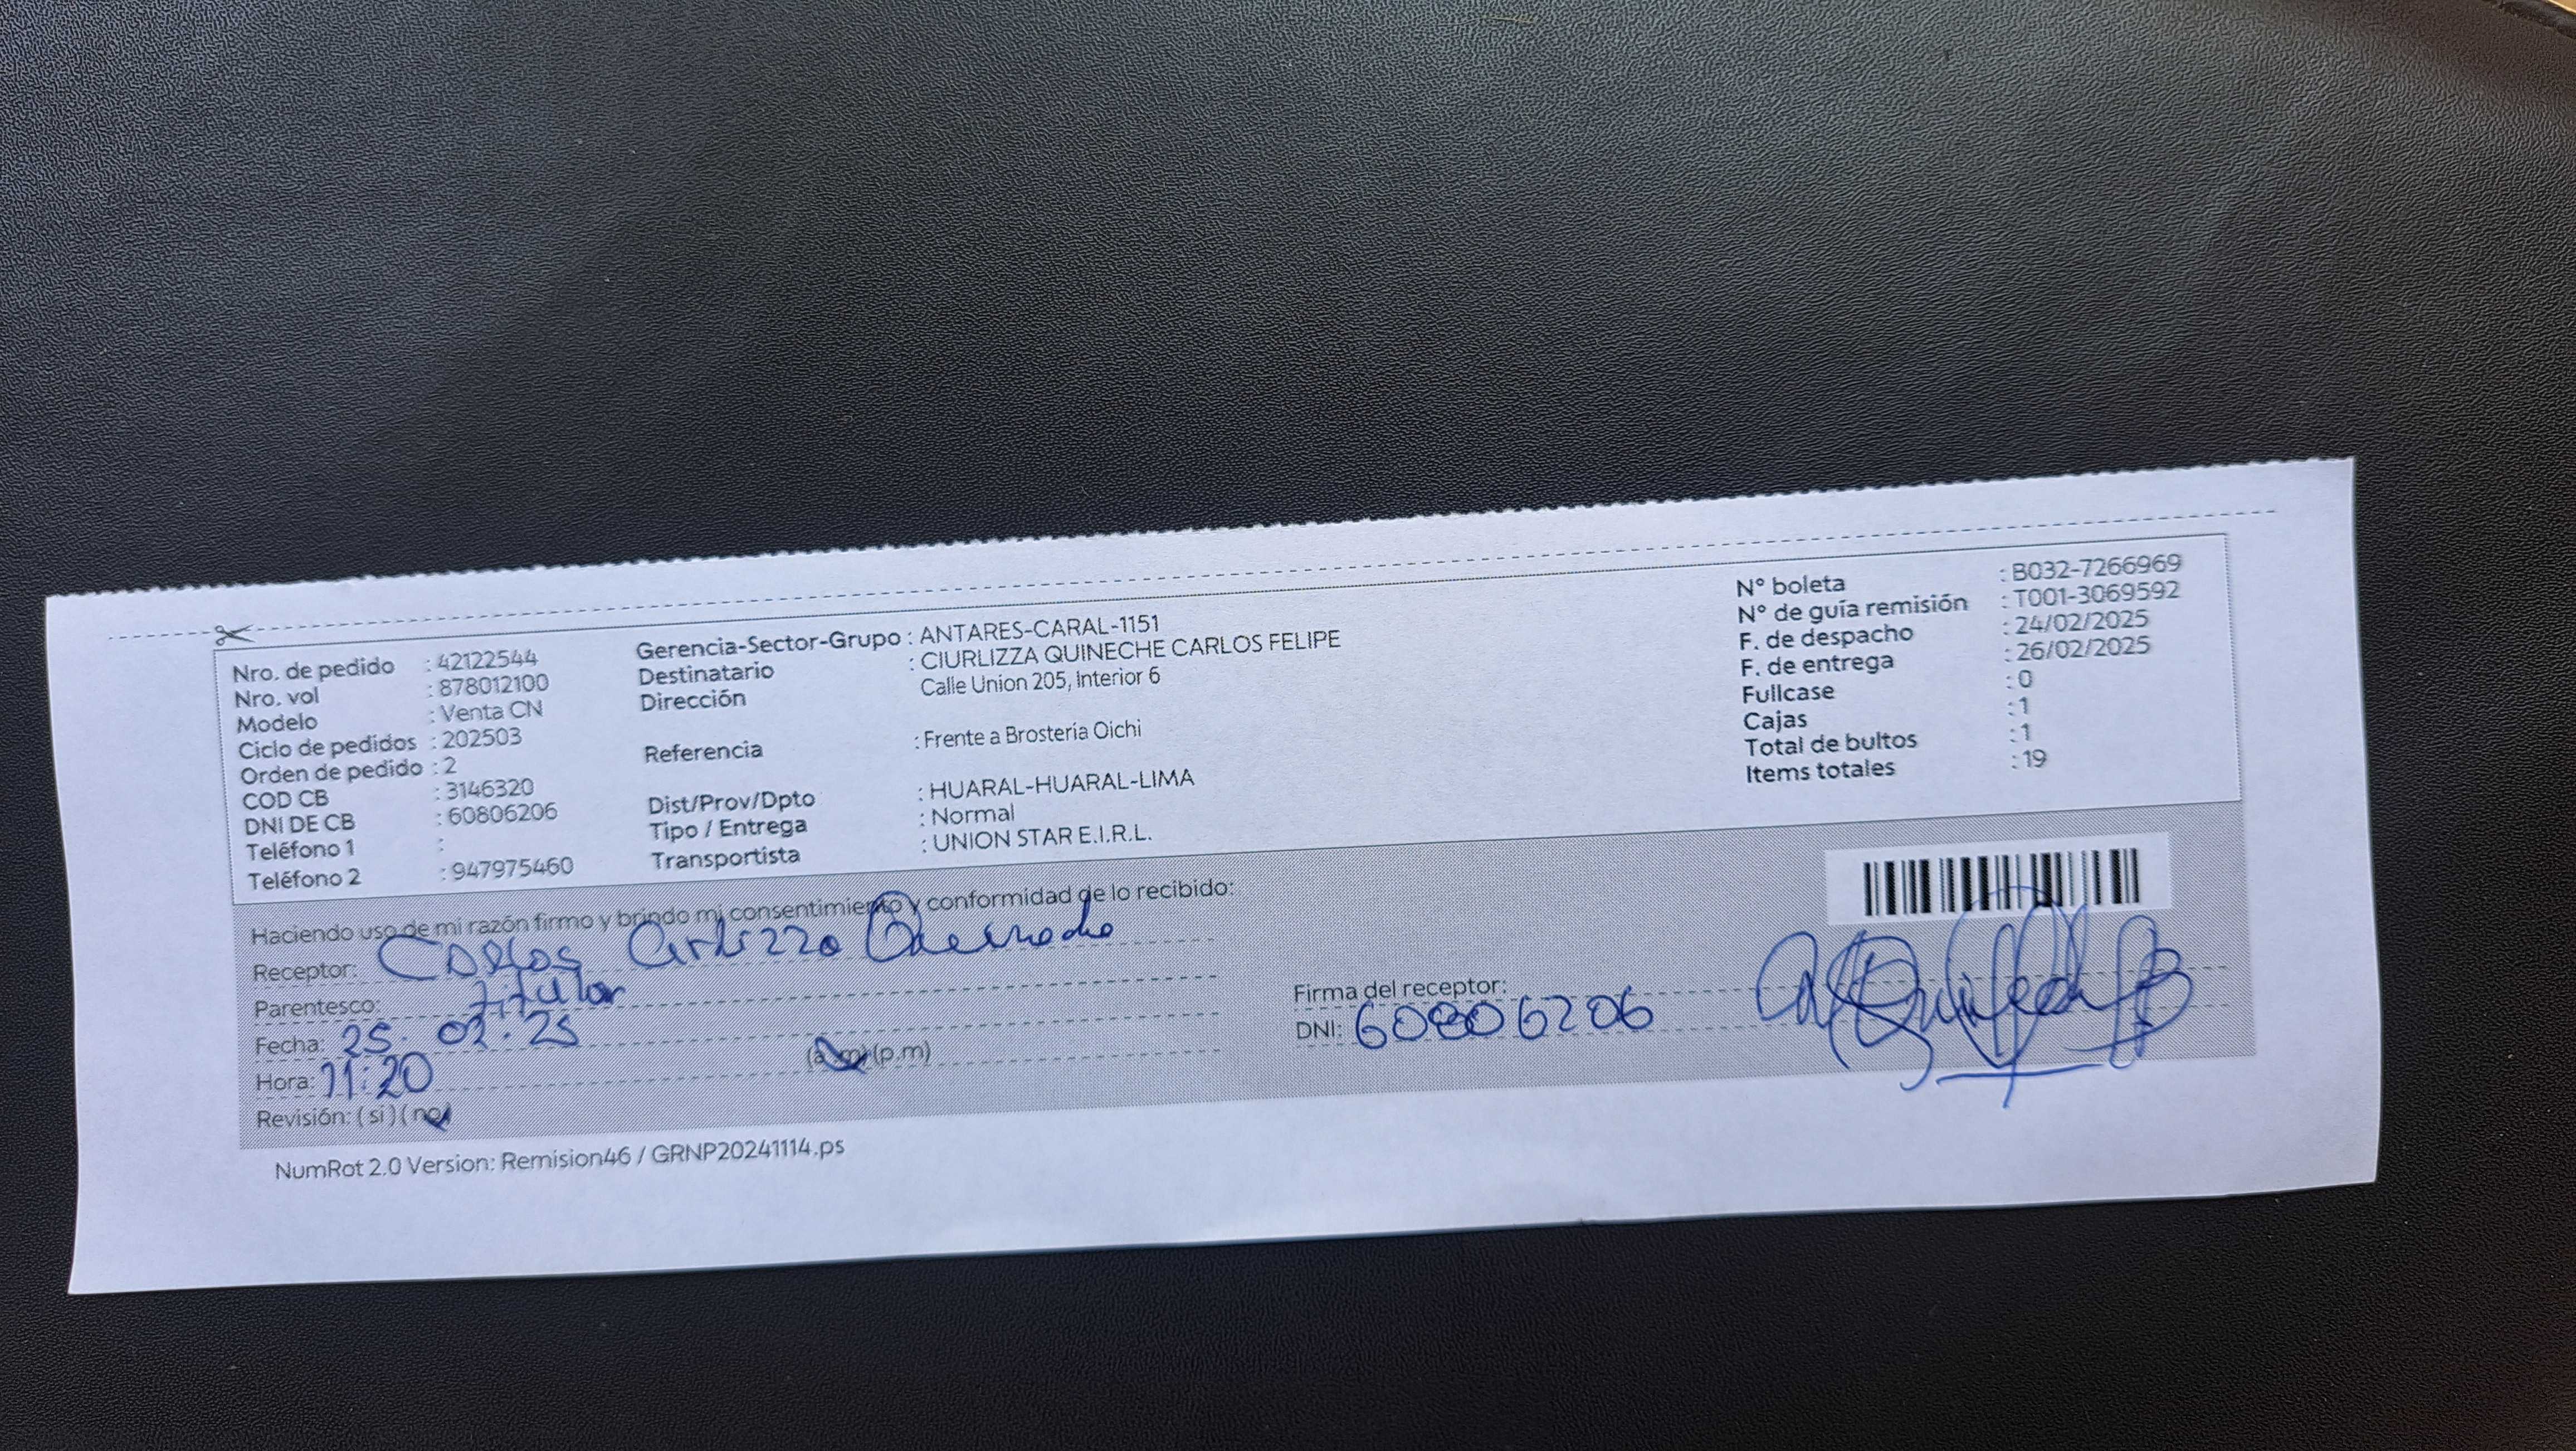 Nro. de pedido : 42122544
Nro. vol : 878012100
Modelo : Venta CN
Ciclo de pedidos : 202503
Orden de pedido : 2
COD CB : 3146320
DNI DE CB : 60806206
Teléfono 1 :
Teléfono 2 : 947975460
Gerencia-Sector-Grupo : ANTARES-CARAL-1151
Destinatario : CIURLIZZA QUINECHE CARLOS FELIPE
Dirección Calle Union 205, Interior 6
Referencia : Frente a Brostería Oichi
Dist/Prov/Dpto : HUARAL-HUARAL-LIMA
Tipo / Entrega : Normal
Transportista : UNION STAR E.I.R.L.
N° boleta : B032-7266969
N° de guía remisión : T001-3069592
F. de despacho : 24/02/2025
F. de entrega : 26/02/2025
Fullcase : 0
Cajas : 1
Total de bultos : 1
Items totales : 19
Haciendo uso de mi razón firmo y brindo mi consentimiento y conformidad de lo recibido:
Receptor: Carlos
Parentesco: titular
Fecha: 25. 02. 25
Hora: 11:20 (a.m) (p.m)
Revisión: ( si ) ( no )
Firma del receptor:
DNI: 60806206
NumRot 2.0 Version: Remision46 / GRNP20241114.ps